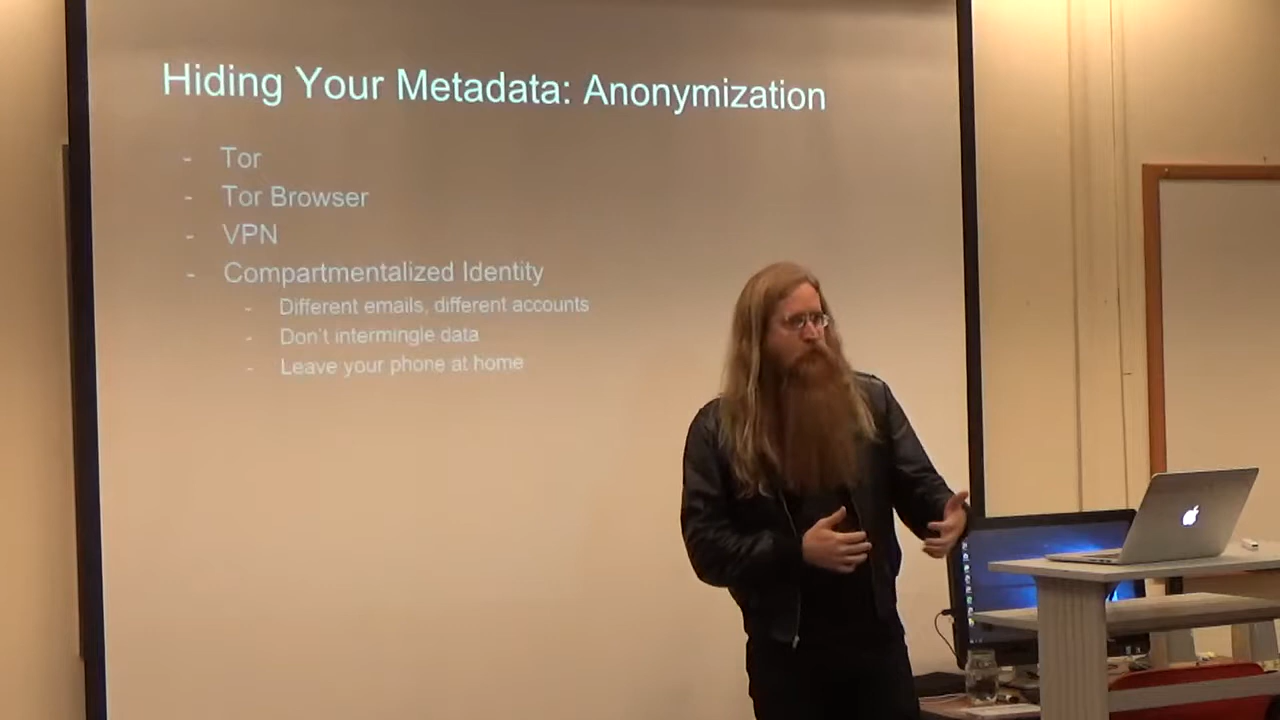 Hiding Your Metadata: Anonymization
- Tor
- Tor Browser
- VPN
- Compartmentalized Identity
- Different emails, different accounts
- Don't intermingle data
- Leave your phone at home